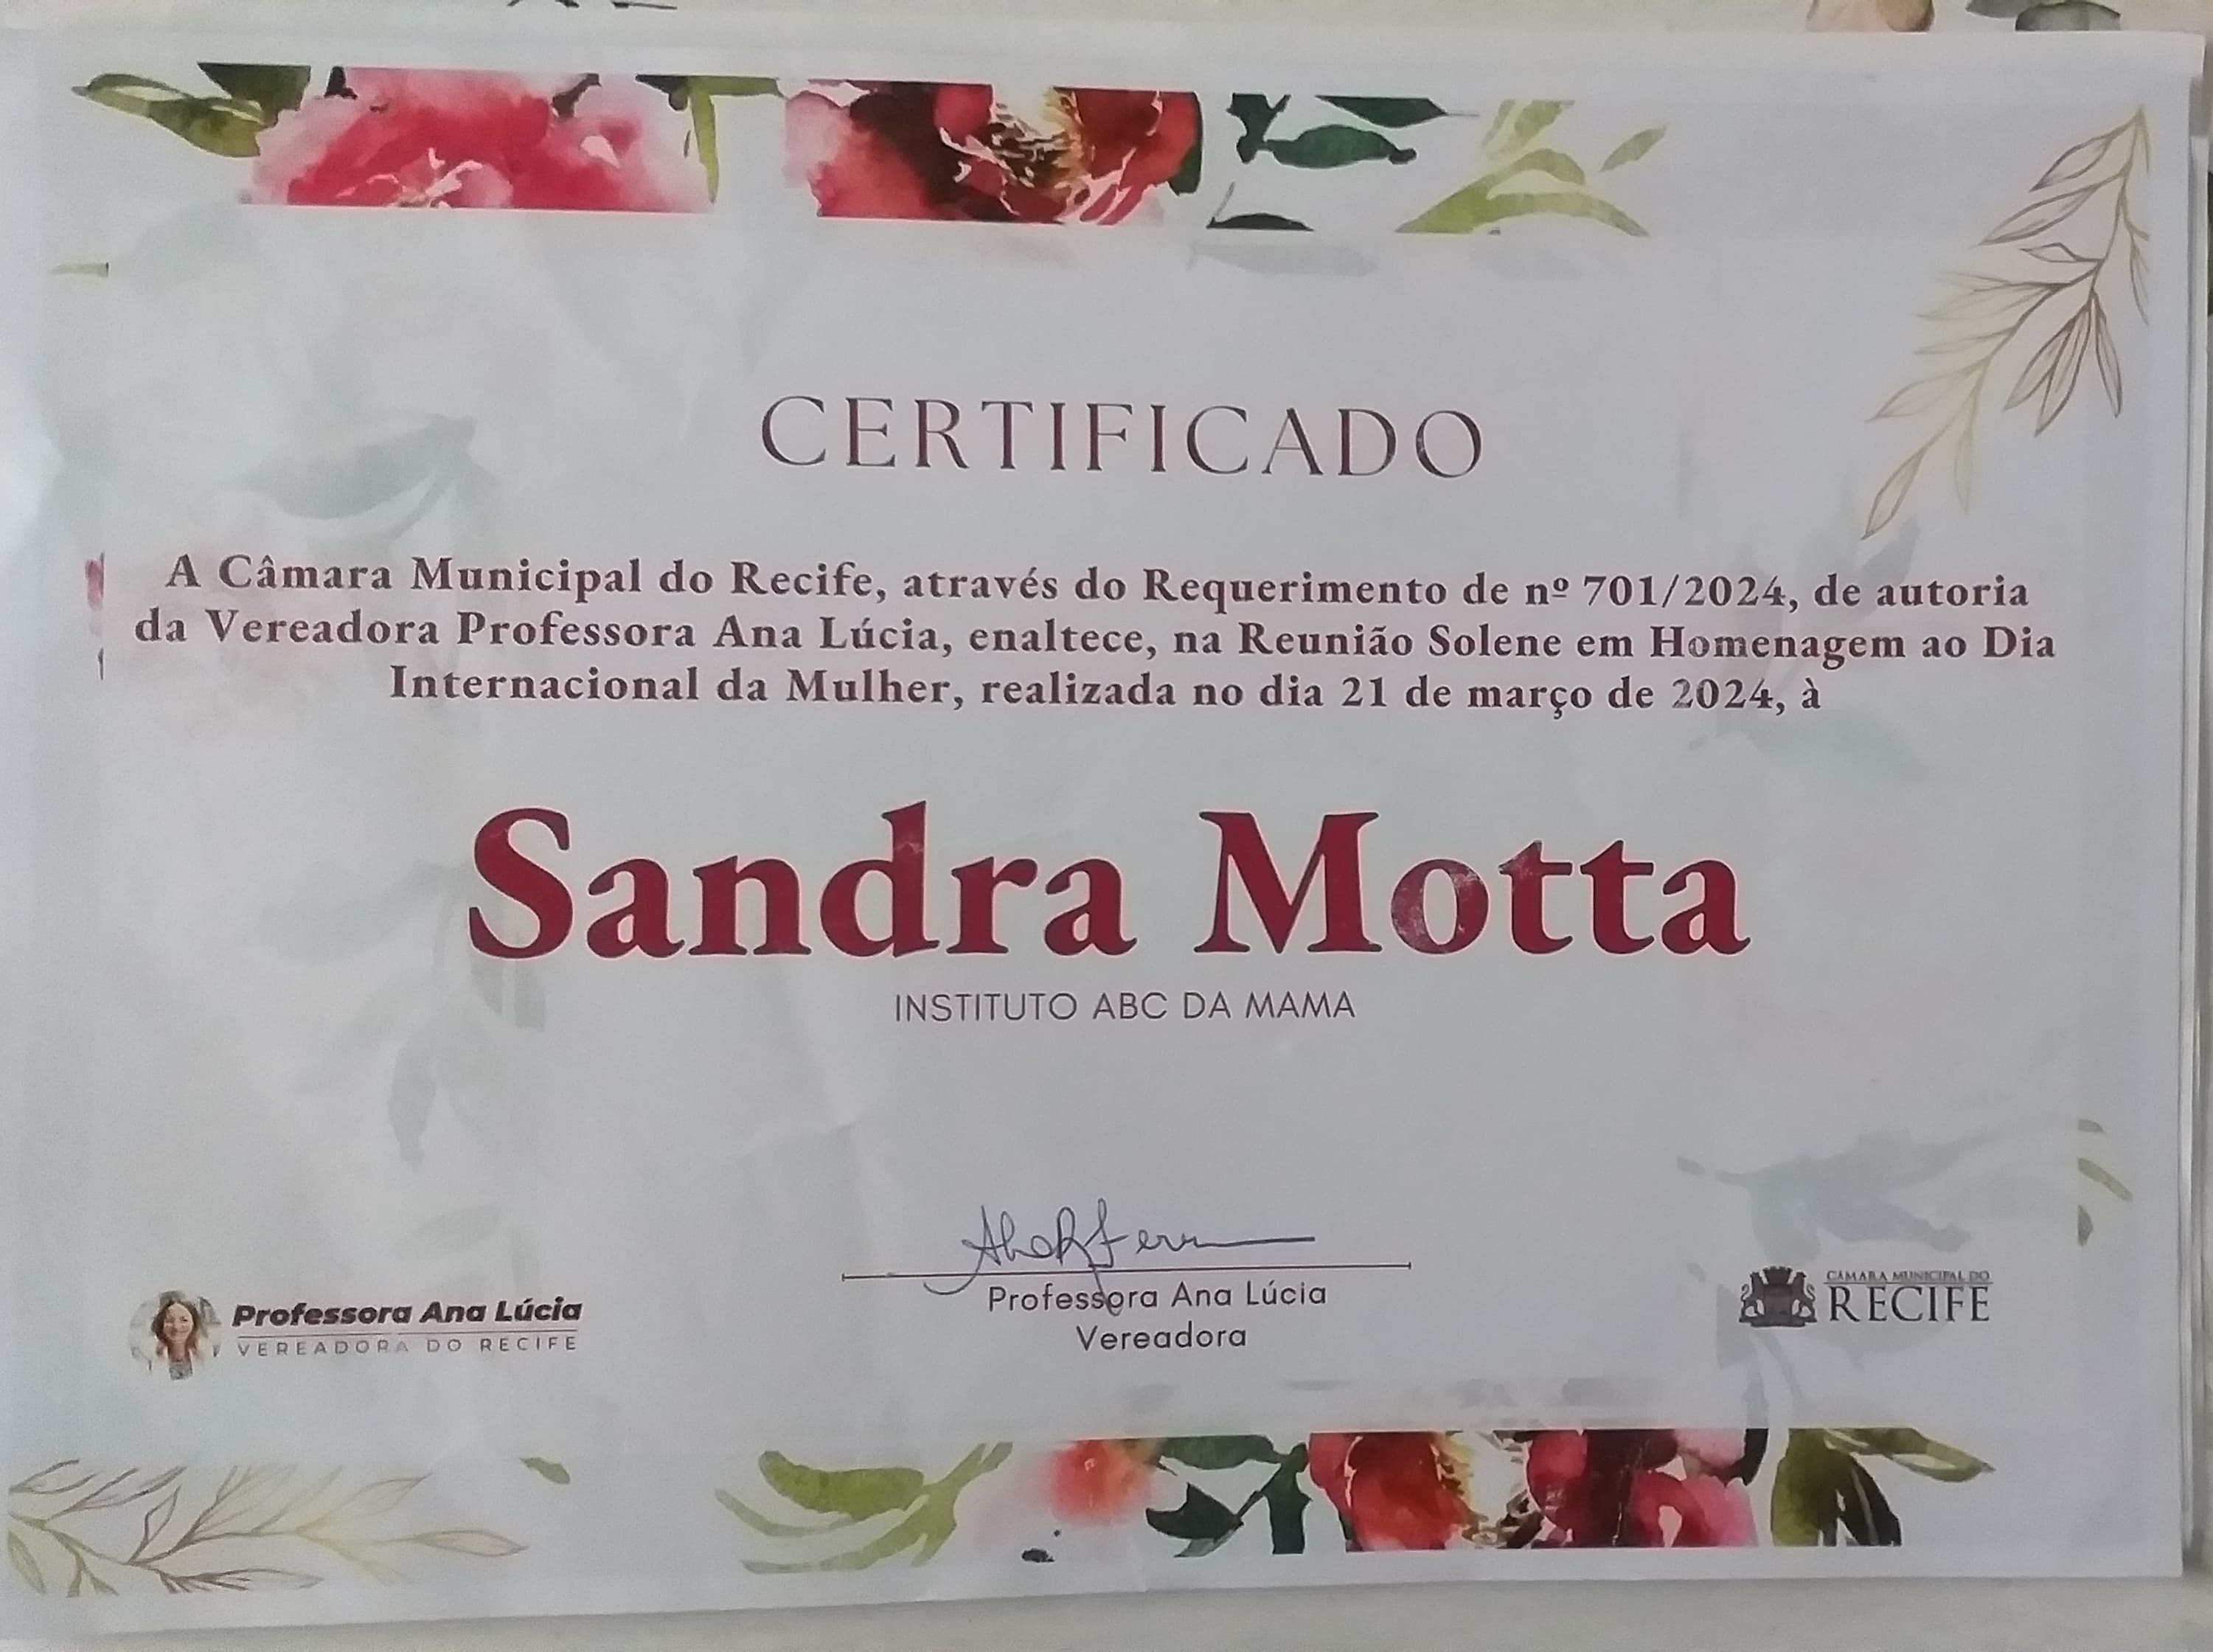 CERTIFICADO
A Câmara Municipal do Recife, através do Requerimento de nº 701/2024, de autoria
da Vereadora Professora Ana Lúcia, enaltece, na Reunião Solene em Homenagem ao Dia
Internacional da Mulher, realizada no dia 21 de março de 2024, à
Sandra Motta
INSTITUTO ABC DA MAMA
Professora Ana Lúcia
Vereadora
Professora Ana Lúcia
VEREADORA DO RECIFE
CÂMARA MUNICIPAL DO
RECIFE